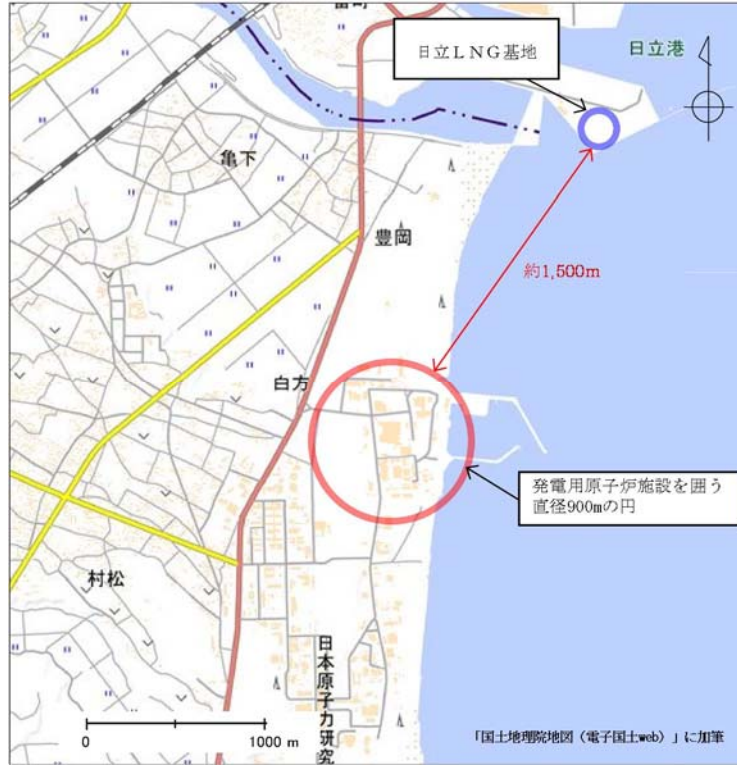 日立ＬＮＧ基地
日立港
亀下
豊岡
約1,500m
白方
発電用原子炉施設を囲う
直径900mの円
村松
日本原子力研究
0
1000 m
「国土地理院地図（電子国土web）」に加筆